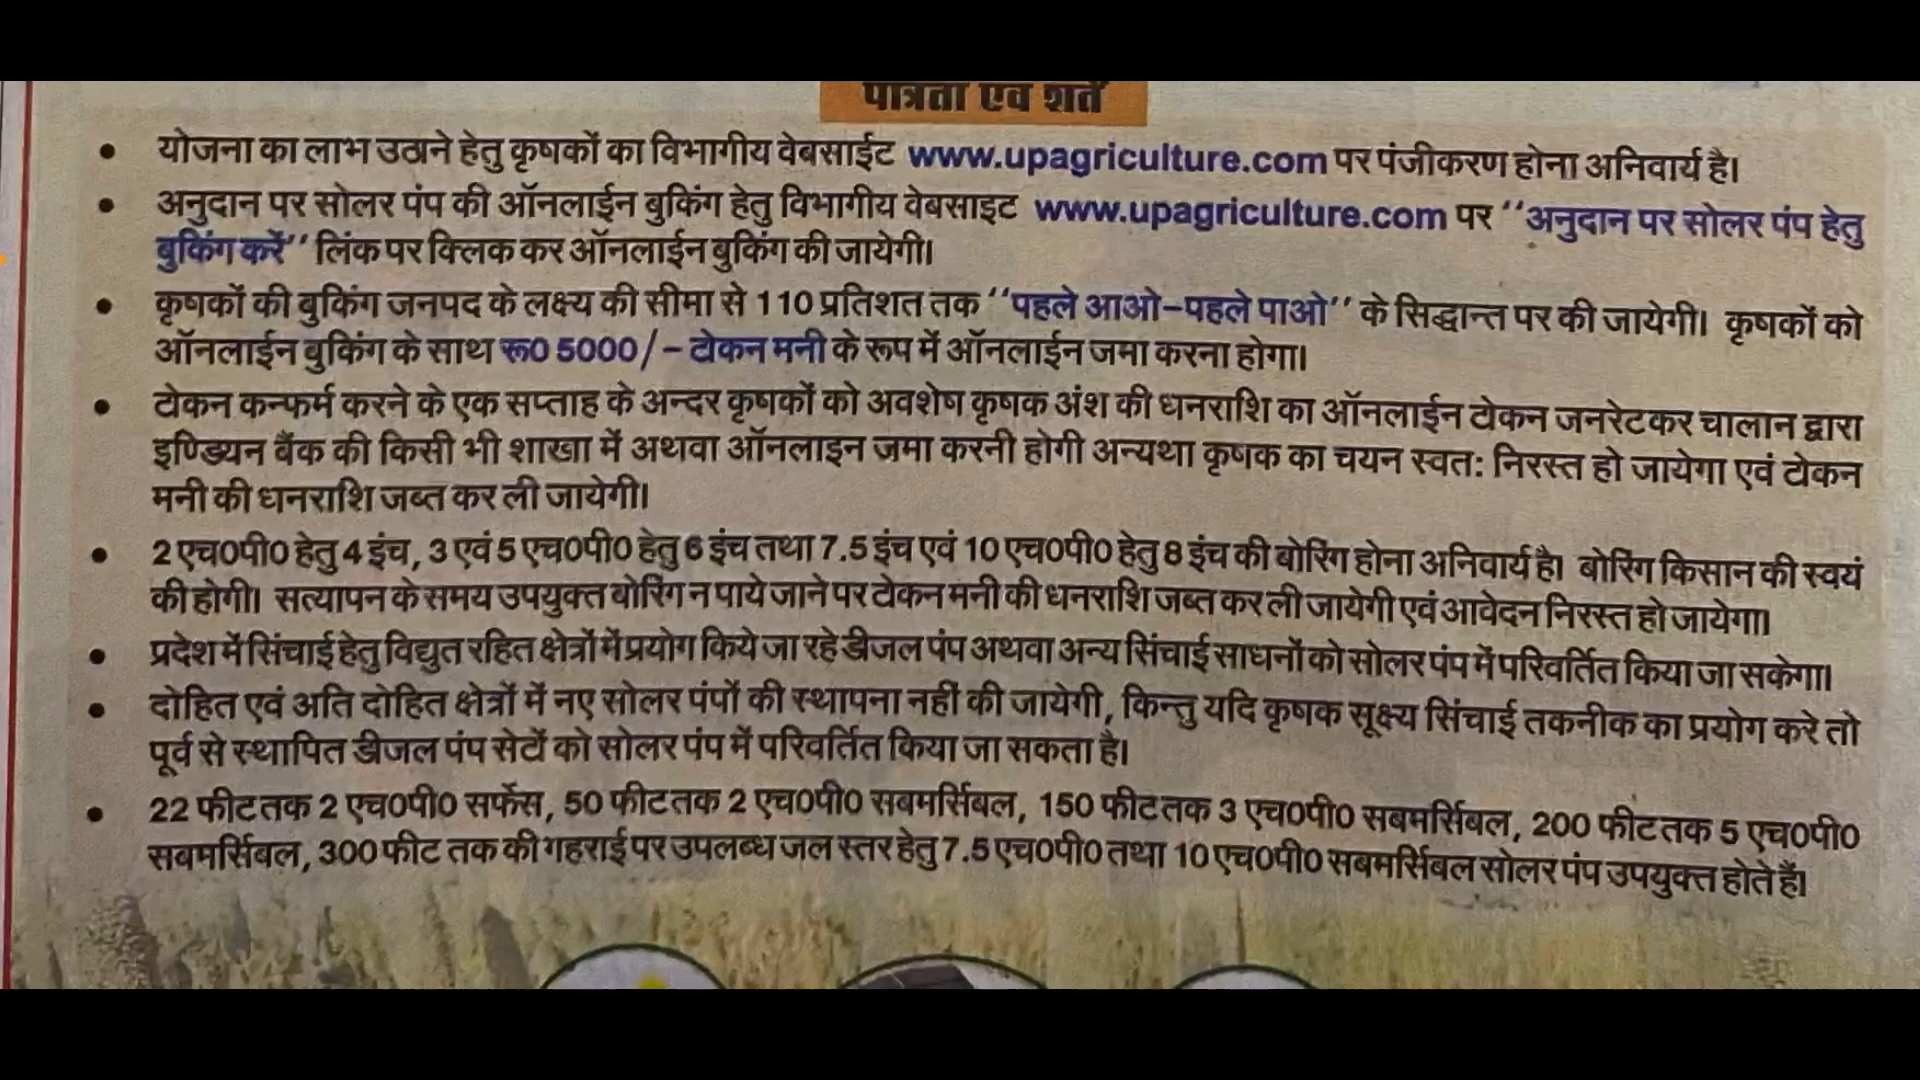 पात्रता एवं शर्तें
• योजना का लाभ उठाने हेतु कृषकों का विभागीय वेबसाईट www.upagriculture.com पर पंजीकरण होना अनिवार्य है।
• अनुदान पर सोलर पंप की ऑनलाईन बुकिंग हेतु विभागीय वेबसाइट www.upagriculture.com पर ‘‘अनुदान पर सोलर पंप हेतु
बुकिंग करें’’ लिंक पर क्लिक कर ऑनलाईन बुकिंग की जायेगी।
• कृषकों की बुकिंग जनपद के लक्ष्य की सीमा से 110 प्रतिशत तक ‘‘पहले आओ-पहले पाओ’’ के सिद्धान्त पर की जायेगी। कृषकों को
ऑनलाईन बुकिंग के साथ रू0 5000/- टोकन मनी के रूप में ऑनलाईन जमा करना होगा।
• टोकन कन्फर्म करने के एक सप्ताह के अन्दर कृषकों को अवशेष कृषक अंश की धनराशि का ऑनलाईन टोकन जनरेटकर चालान द्वारा
इण्डियन बैंक की किसी भी शाखा में अथवा ऑनलाइन जमा करनी होगी अन्यथा कृषक का चयन स्वत: निरस्त हो जायेगा एवं टोकन
मनी की धनराशि जब्त कर ली जायेगी।
• 2 एच0पी0 हेतु 4 इंच, 3 एवं 5 एच0पी0 हेतु 6 इंच तथा 7.5 इंच एवं 10 एच0पी0 हेतु 8 इंच की बोरिंग होना अनिवार्य है। बोरिंग किसान की स्वयं
की होगी। सत्यापन के समय उपयुक्त बोरिंग न पाये जाने पर टोकन मनी की धनराशि जब्त कर ली जायेगी एवं आवेदन निरस्त हो जायेगा।
• प्रदेश में सिंचाई हेतु विद्युत रहित क्षेत्रों में प्रयोग किये जा रहे डीजल पंप अथवा अन्य सिंचाई साधनों को सोलर पंप में परिवर्तित किया जा सकेगा।
• दोहित एवं अति दोहित क्षेत्रों में नए सोलर पंपों की स्थापना नहीं की जायेगी, किन्तु यदि कृषक सूक्ष्य सिंचाई तकनीक का प्रयोग करे तो
पूर्व से स्थापित डीजल पंप सेटों को सोलर पंप में परिवर्तित किया जा सकता है।
• 22 फीट तक 2 एच0पी0 सर्फेस, 50 फीट तक 2 एच0पी0 सबमर्सिबल, 150 फीट तक 3 एच0पी0 सबमर्सिबल, 200 फीट तक 5 एच0पी0
सबमर्सिबल, 300 फीट तक की गहराई पर उपलब्ध जल स्तर हेतु 7.5 एच0पी0 तथा 10 एच0पी0 सबमर्सिबल सोलर पंप उपयुक्त होते हैं।